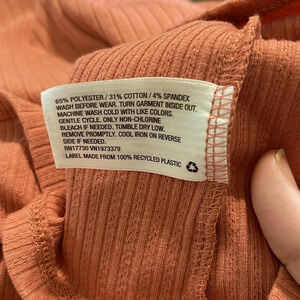 65% POLYESTER / 31% COTTON / 4% SPANDEX
WASH BEFORE WEAR. TURN GARMENT INSIDE OUT.
MACHINE WASH COLD WITH LIKE COLORS.
GENTLE CYCLE. ONLY NON-CHLORINE
BLEACH IF NEEDED. TUMBLE DRY LOW.
REMOVE PROMPTLY. COOL IRON ON REVERSE
SIDE IF NEEDED.
RN17730 VN1973379
LABEL MADE FROM 100% RECYCLED PLASTIC